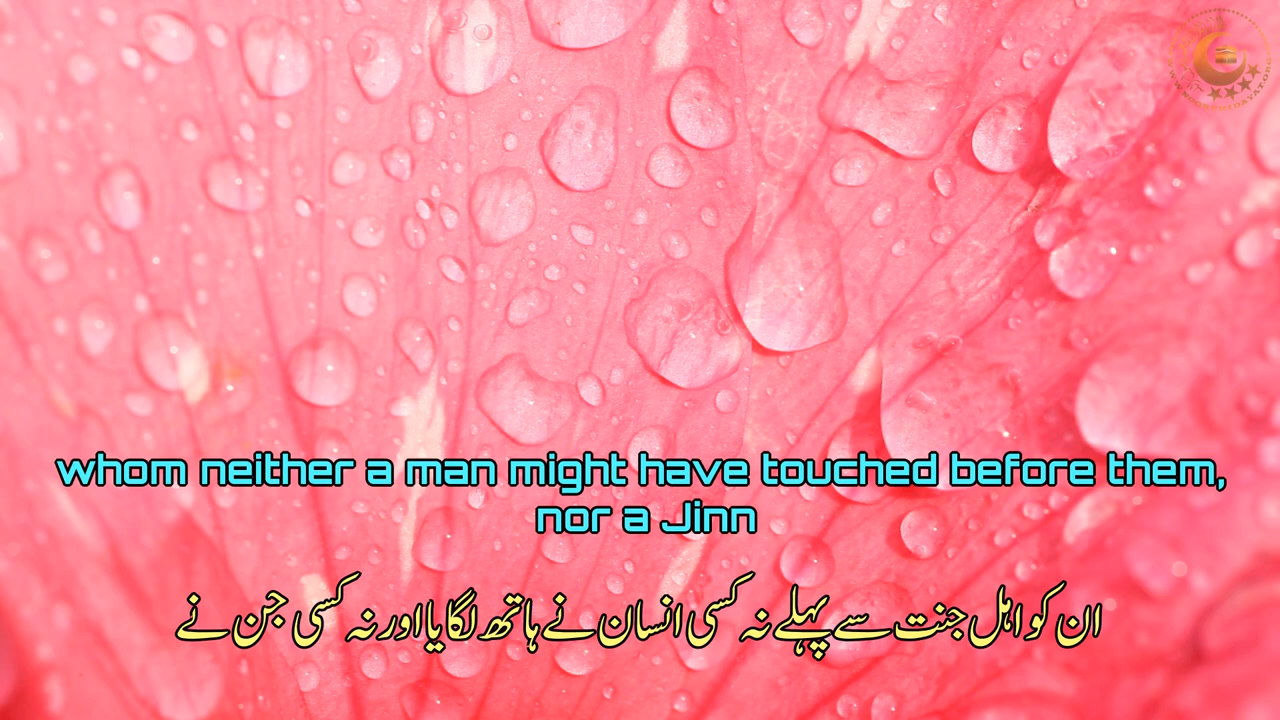 whom neither a man might have touched before them,
nor a Jinn
ان کو اہل جنت سے پہلے نہ کسی انسان نے ہاتھ لگایا اور نہ کسی جن نے